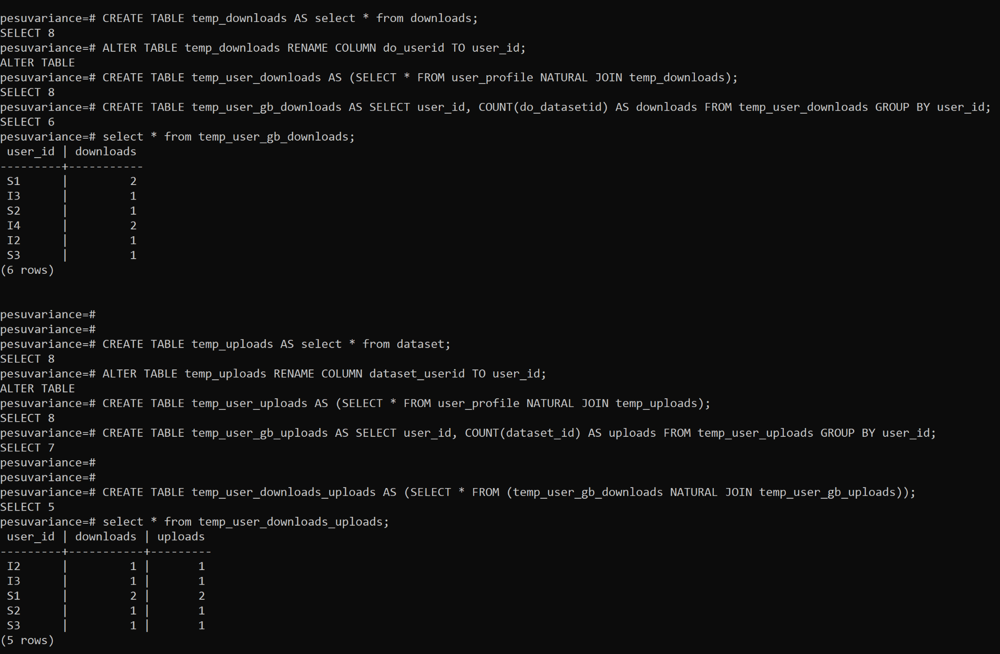 pesuvariance=# CREATE TABLE temp_downloads AS select * from downloads;
SELECT 8
pesuvariance=# ALTER TABLE temp_downloads RENAME COLUMN do_userid TO user_id;
ALTER TABLE
pesuvariance=# CREATE TABLE temp_user_downloads AS (SELECT * FROM user_profile NATURAL JOIN temp_downloads);
SELECT 8
pesuvariance=# CREATE TABLE temp_user_gb_downloads AS SELECT user_id, COUNT(do_datasetid) AS downloads FROM temp_user_downloads GROUP BY user_id;
SELECT 6
pesuvariance=# select * from temp_user_gb_downloads;
 user_id | downloads
---------+-----------
 S1      |         2
 I3      |         1
 S2      |         1
 I4      |         2
 I2      |         1
 S3      |         1
(6 rows)
pesuvariance=#
pesuvariance=#
pesuvariance=# CREATE TABLE temp_uploads AS select * from dataset;
SELECT 8
pesuvariance=# ALTER TABLE temp_uploads RENAME COLUMN dataset_userid TO user_id;
ALTER TABLE
pesuvariance=# CREATE TABLE temp_user_uploads AS (SELECT * FROM user_profile NATURAL JOIN temp_uploads);
SELECT 8
pesuvariance=# CREATE TABLE temp_user_gb_uploads AS SELECT user_id, COUNT(dataset_id) AS uploads FROM temp_user_uploads GROUP BY user_id;
SELECT 7
pesuvariance=#
pesuvariance=#
pesuvariance=# CREATE TABLE temp_user_downloads_uploads AS (SELECT * FROM (temp_user_gb_downloads NATURAL JOIN temp_user_gb_uploads));
SELECT 5
pesuvariance=# select * from temp_user_downloads_uploads;
 user_id | downloads | uploads
---------+-----------+---------
 I2      |         1 |       1
 I3      |         1 |       1
 S1      |         2 |       2
 S2      |         1 |       1
 S3      |         1 |       1
(5 rows)